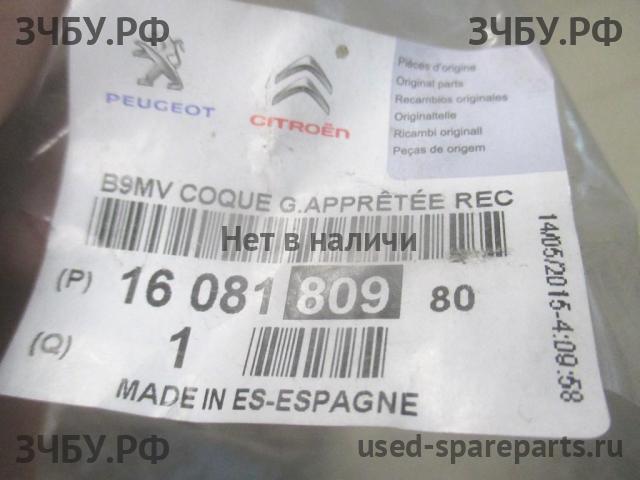 ЗЧБУ.РФ
ЗЧБУ.РФ
PEUGEOT
CITROËN
Pièces d'origine
Original parts
Recambios originales
Originalteile
Ricambi originali
Peças de origem
B9MV COQUE G.APPRÊTÉE REC
Нет в наличи
(P) 16 081 809 80
(Q) 1
MADE IN ES-ESPAGNE
14/05/2015-4:09:58
ЗЧБУ.РФ
used-spareparts.ru